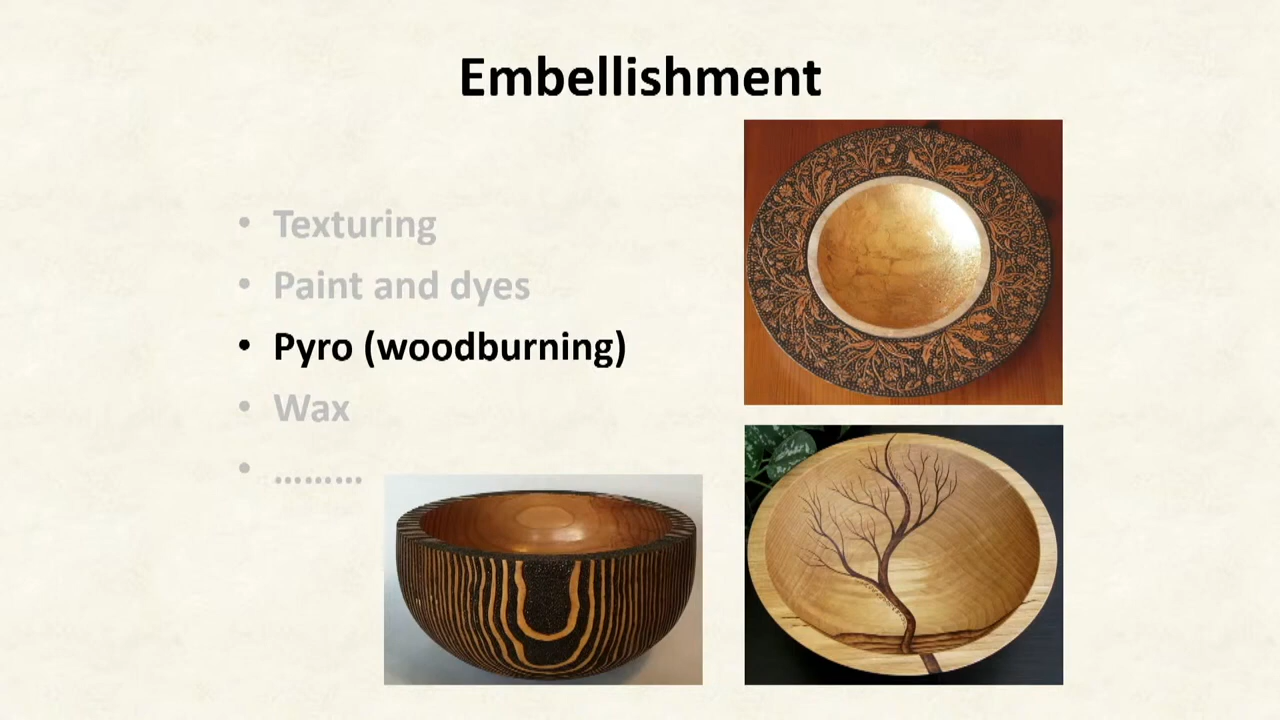 Embellishment
• Texturing
• Paint and dyes
• Pyro (woodburning)
• Wax
• .........